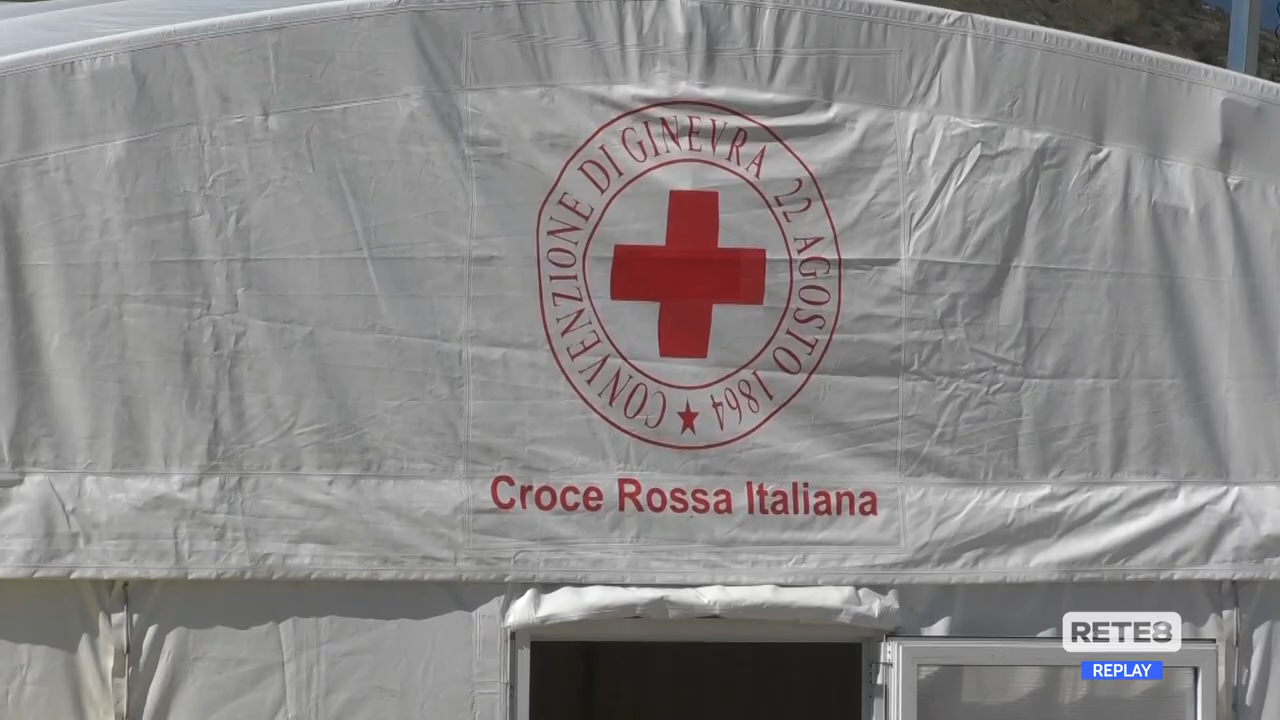 CONVENZIONE DI GINEVRA 22 AGOSTO 1864
Croce Rossa Italiana
RETE8
REPLAY